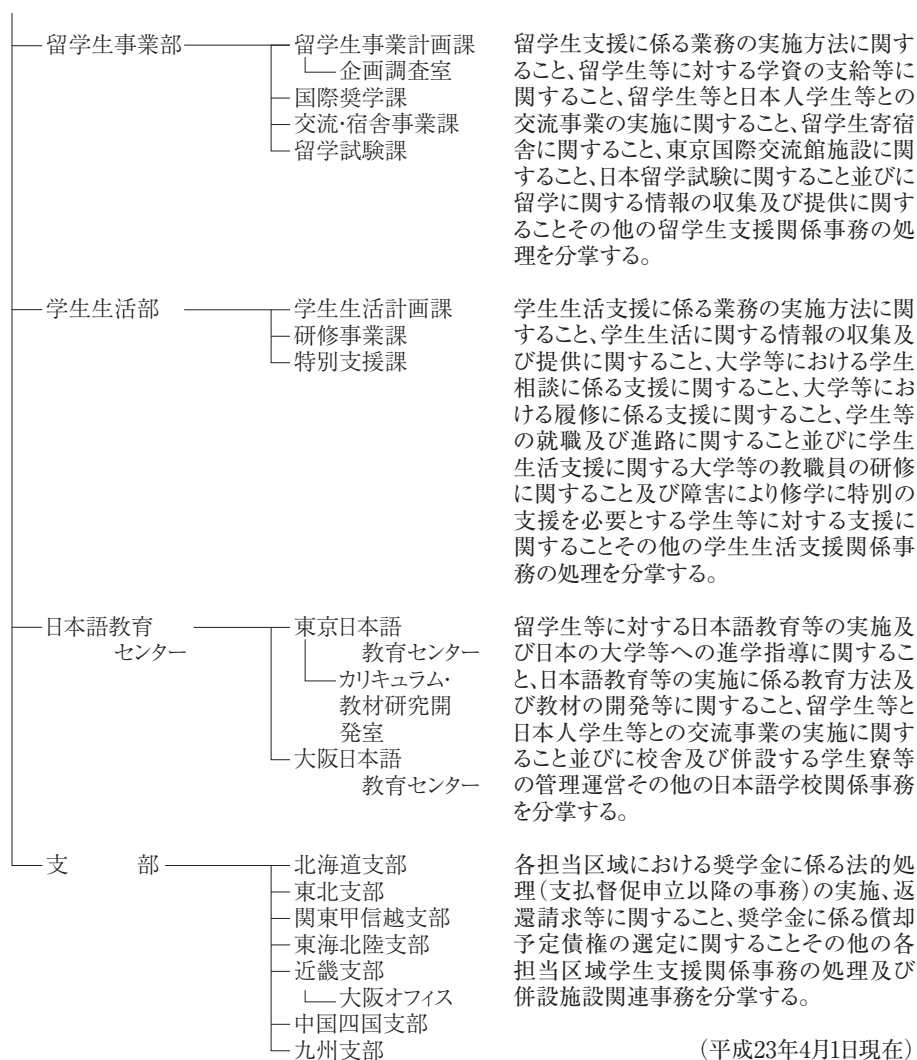 留学生事業部
留学生事業計画課
企画調査室
国際奨学課
交流・宿舎事業課
留学試験課
留学生支援に係る業務の実施方法に関す
ること、留学生等に対する学資の支給等に
関すること、留学生等と日本人学生等との
交流事業の実施に関すること、留学生寄宿
舎に関すること、東京国際交流館施設に関
すること、日本留学試験に関すること並びに
留学に関する情報の収集及び提供に関す
ることその他の留学生支援関係事務の処
理を分掌する。
学生生活部
学生生活計画課
研修事業課
特別支援課
学生生活支援に係る業務の実施方法に関
すること、学生生活に関する情報の収集及
び提供に関すること、大学等における学生
相談に係る支援に関すること、大学等にお
ける履修に係る支援に関すること、学生等
の就職及び進路に関すること並びに学生
生活支援に関する大学等の教職員の研修
に関すること及び障害により修学に特別の
支援を必要とする学生等に対する支援に
関することその他の学生生活支援関係事
務の処理を分掌する。
日本語教育
センター
東京日本語
教育センター
カリキュラム・
教材研究開
発室
大阪日本語
教育センター
留学生等に対する日本語教育等の実施及
び日本の大学等への進学指導に関するこ
と、日本語教育等の実施に係る教育方法及
び教材の開発等に関すること、留学生等と
日本人学生等との交流事業の実施に関す
ること並びに校舎及び併設する学生寮等
の管理運営その他の日本語学校関係事務
を分掌する。
支 部
北海道支部
東北支部
関東甲信越支部
東海北陸支部
近畿支部
大阪オフィス
中国四国支部
九州支部
各担当区域における奨学金に係る法的処
理(支払督促申立以降の事務)の実施、返
還請求等に関すること、奨学金に係る償却
予定債権の選定に関することその他の各
担当区域学生支援関係事務の処理及び
併設施設関連事務を分掌する。
(平成23年4月1日現在)